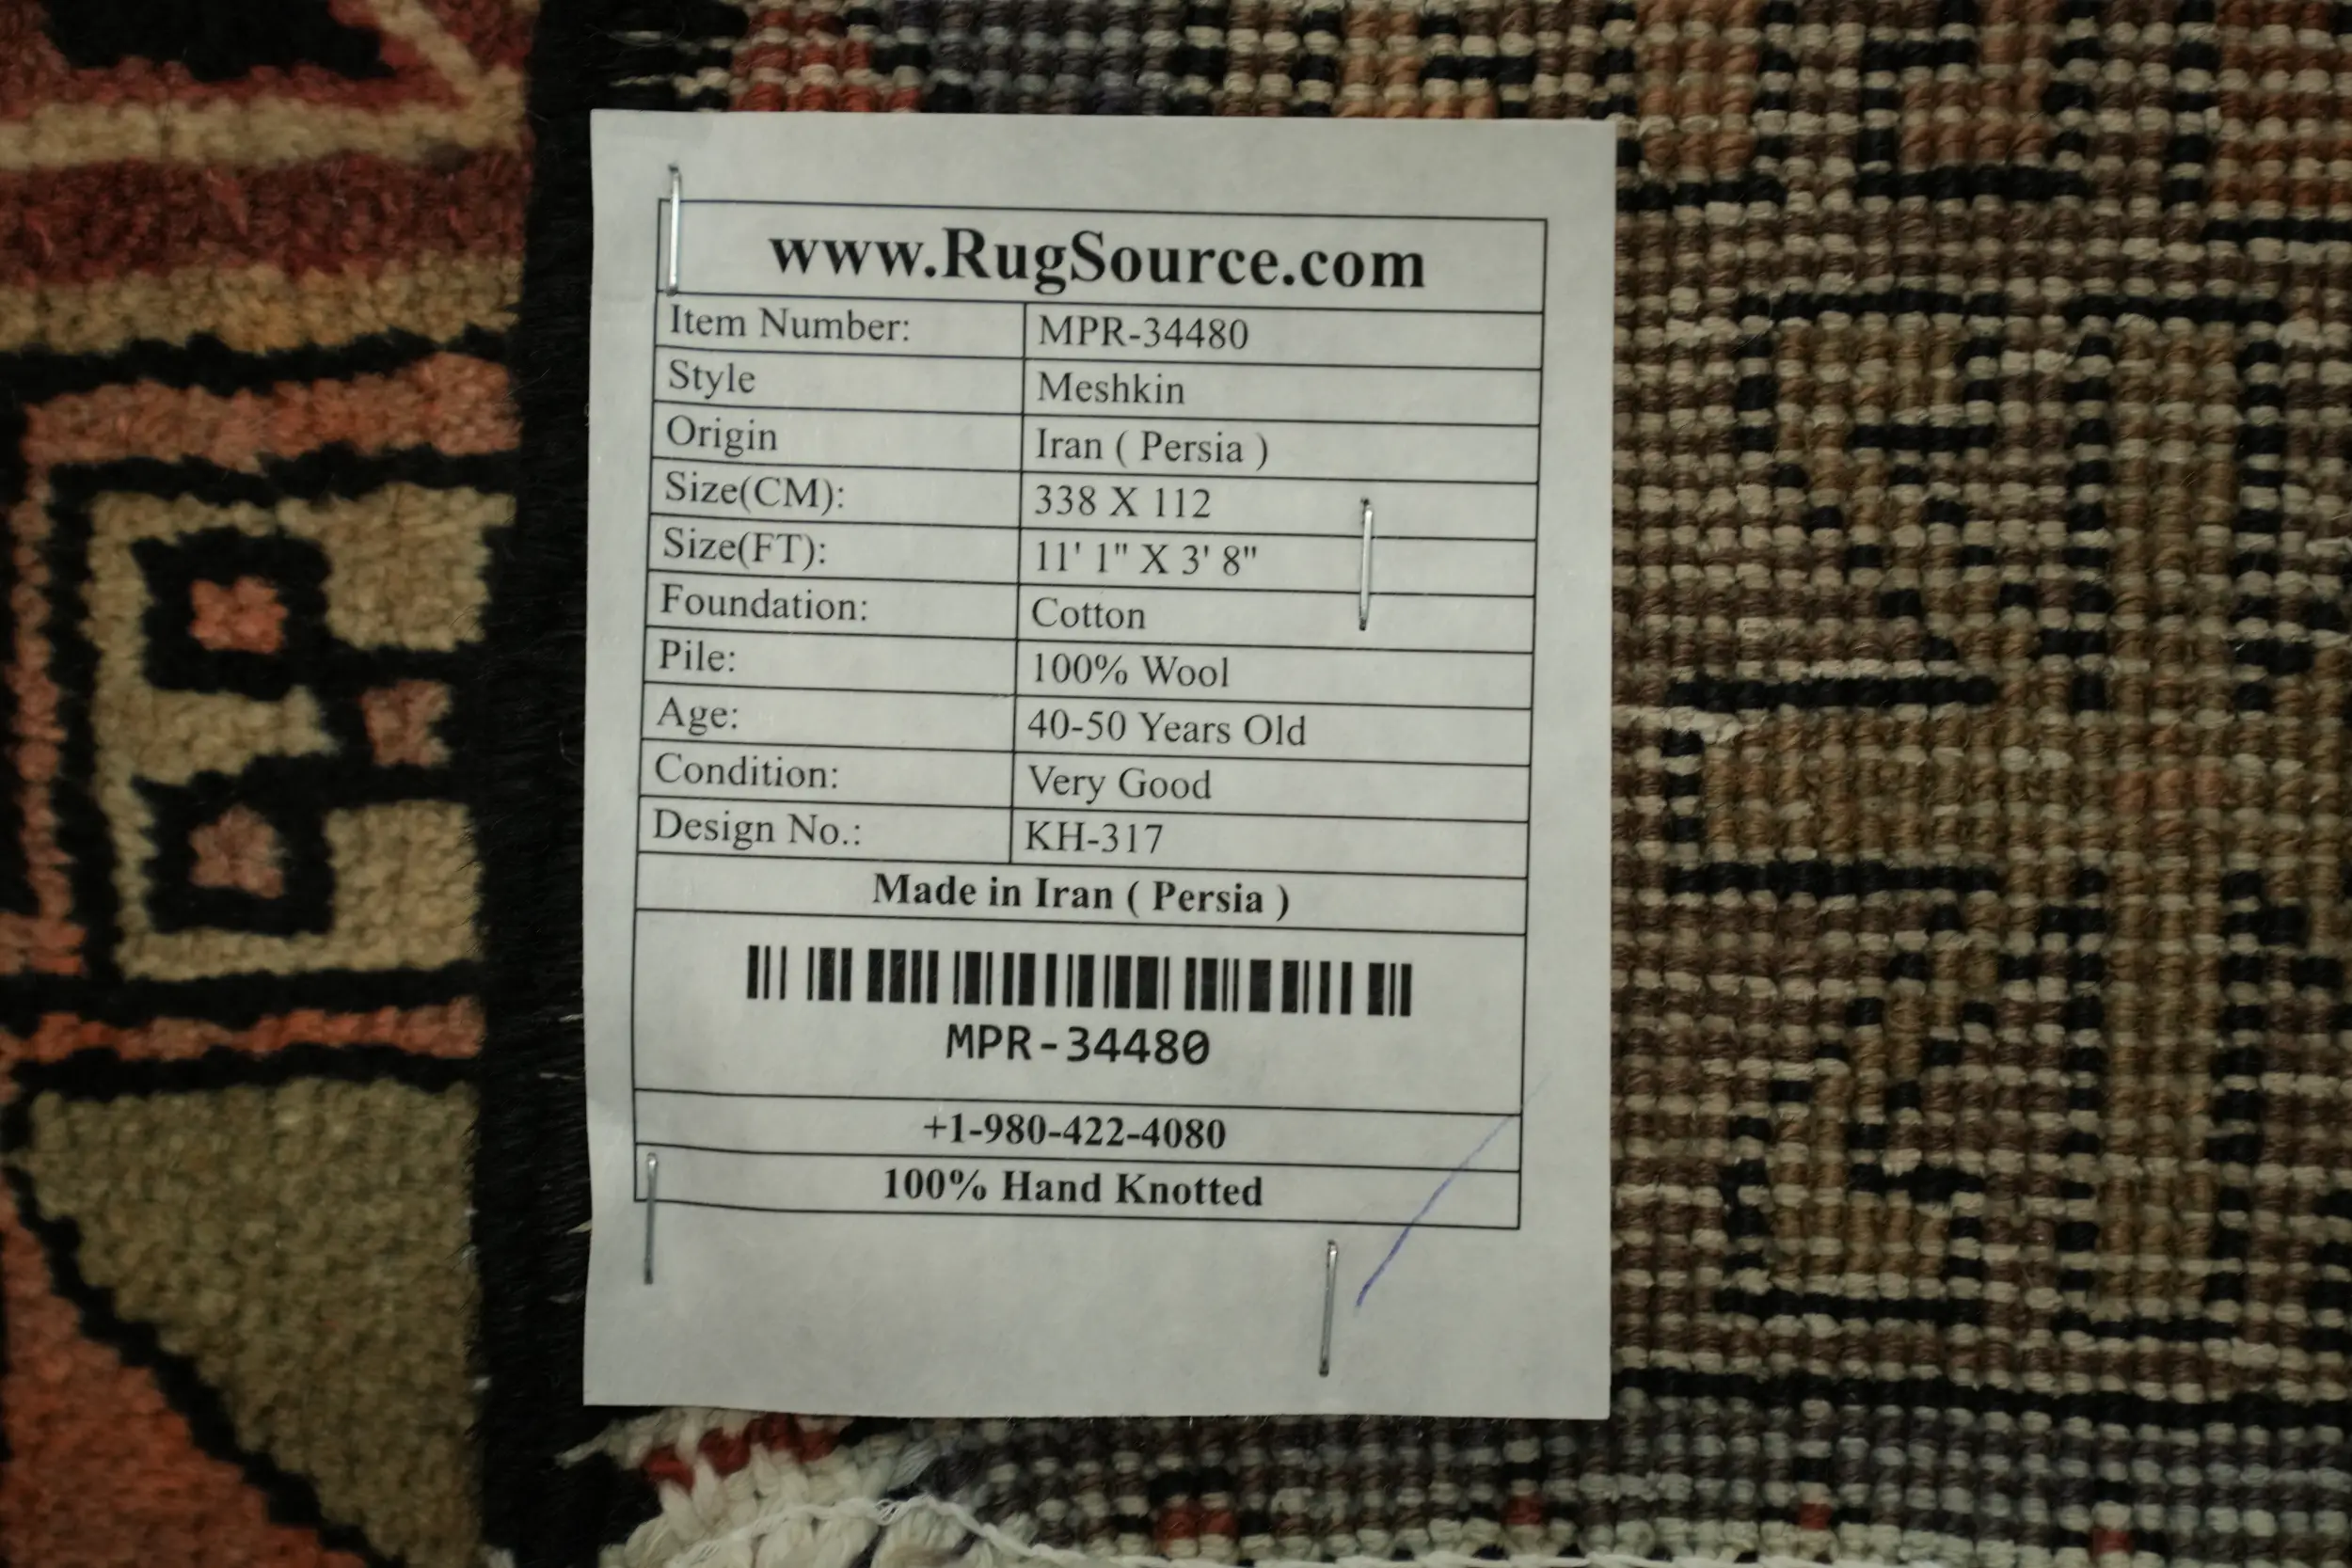 www.RugSource.com
Item Number: MPR-34480
Style Meshkin
Origin Iran ( Persia )
Size(CM): 338 X 112
Size(FT): 11' 1" X 3' 8"
Foundation: Cotton
Pile: 100% Wool
Age: 40-50 Years Old
Condition: Very Good
Design No.: KH-317
Made in Iran ( Persia )
MPR-34480
+1-980-422-4080
100% Hand Knotted